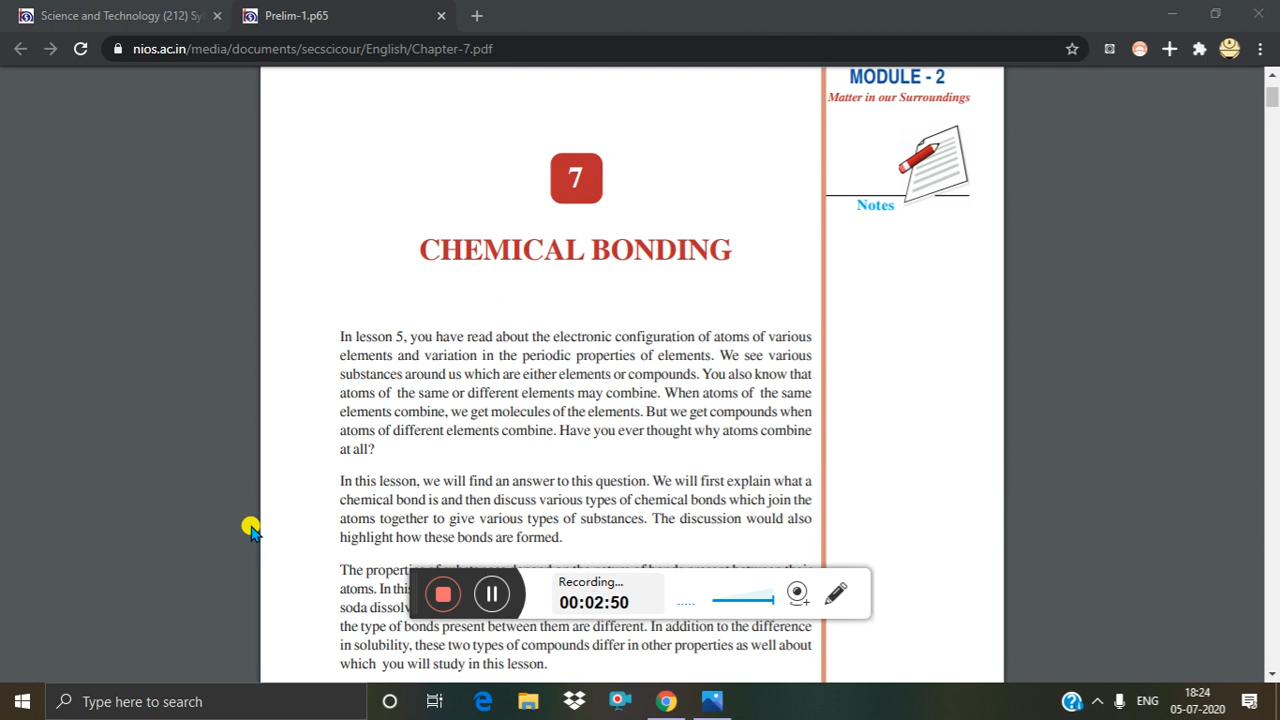 Science and Technology (212) Sy
Prelim-1.p65
nios.ac.in/media/documents/secscicour/English/Chapter-7.pdf
MODULE - 2
Matter in our Surroundings
Notes
7
CHEMICAL BONDING
In lesson 5, you have read about the electronic configuration of atoms of various
elements and variation in the periodic properties of elements. We see various
substances around us which are either elements or compounds. You also know that
atoms of the same or different elements may combine. When atoms of the same
elements combine, we get molecules of the elements. But we get compounds when
atoms of different elements combine. Have you ever thought why atoms combine
at all?
In this lesson, we will find an answer to this question. We will first explain what a
chemical bond is and then discuss various types of chemical bonds which join the
atoms together to give various types of substances. The discussion would also
highlight how these bonds are formed.
The properti
atoms. In this
soda dissolv
the type of bonds present between them are different. In addition to the difference
in solubility, these two types of compounds differ in other properties as well about
which you will study in this lesson.
Recording...
00:02:50
Type here to search
ENG
18:24
05-07-2020